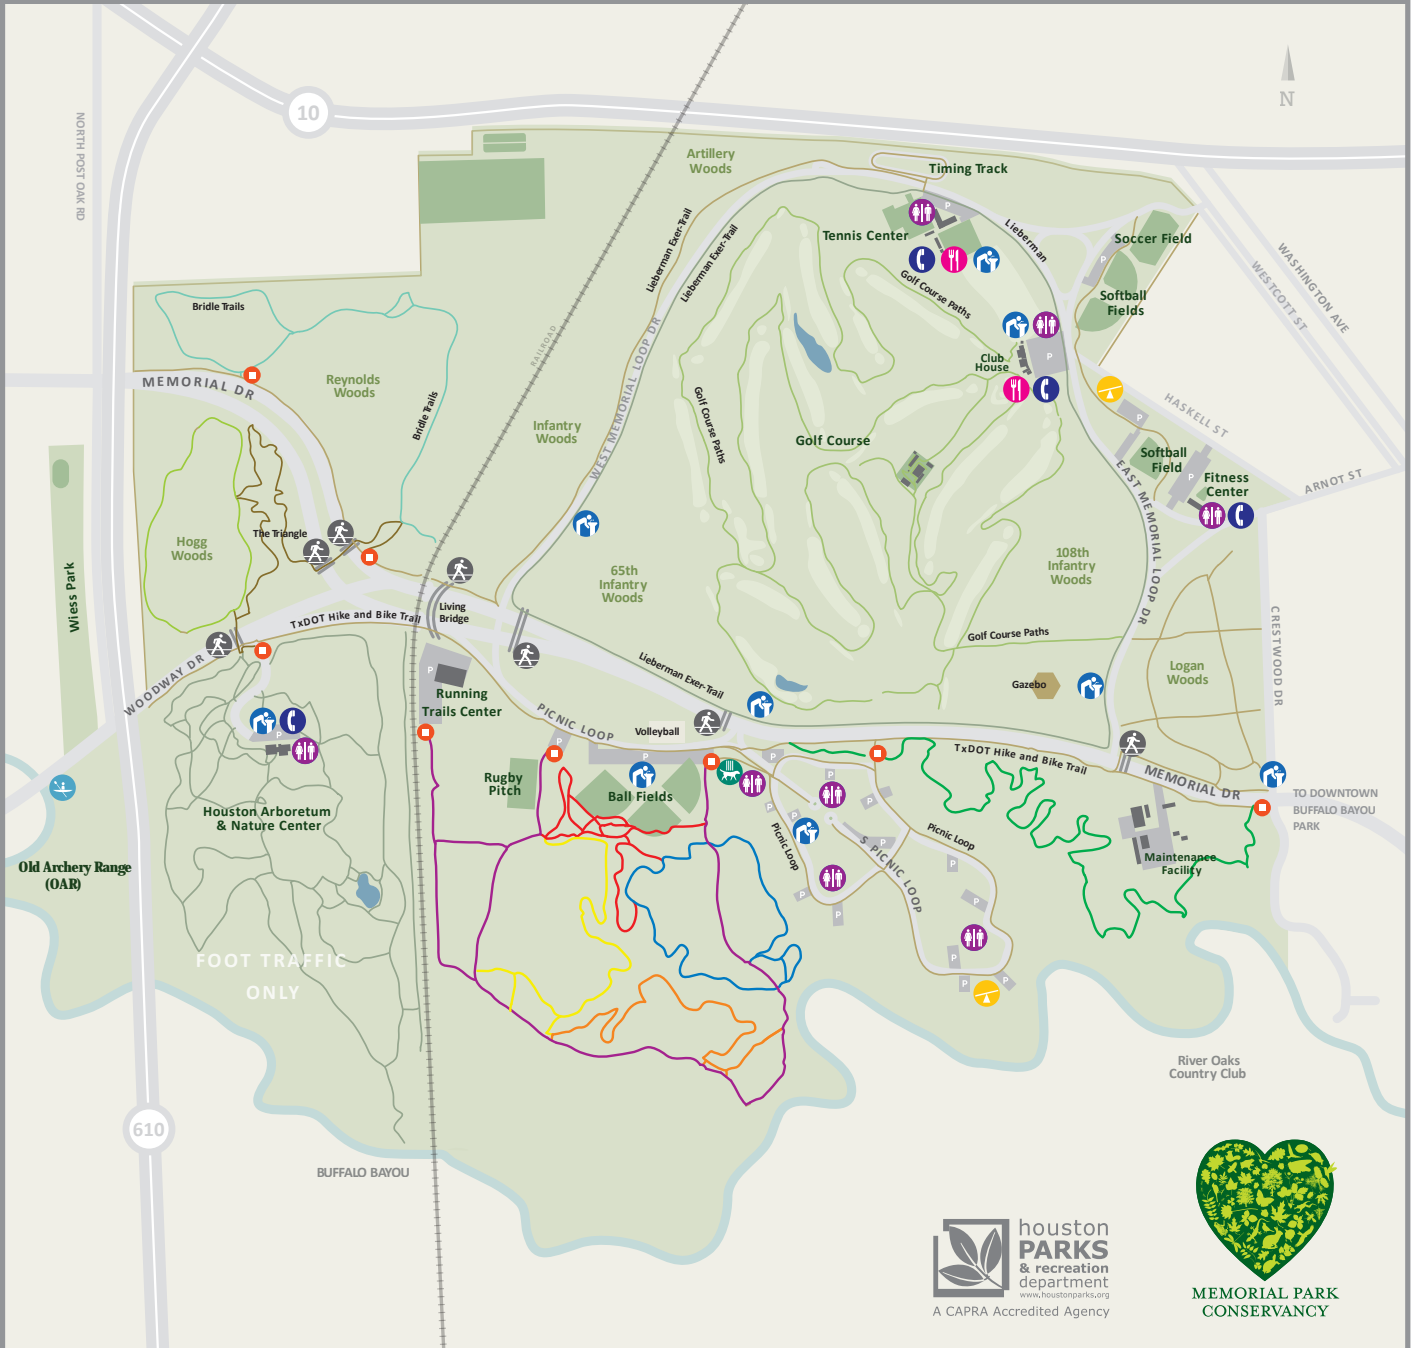 10
N
NORTH POST OAK RD
Artillery
Woods
Timing Track
Lieberman
Tennis Center
Soccer Field
WASHINGTON AVE
WESTCOTT ST
Lieberman Exer-Trail
Lieberman Exer-Trail
Golf Course Paths
Softball
Fields
Bridle Trails
RAILROAD
WEST MEMORIAL LOOP DR
Club
House
MEMORIAL DR
Reynolds
Woods
Bridle Trails
Infantry
Woods
Golf Course Paths
Golf Course
HASKELL ST
Softball
Field
Fitness
Center
ARNOT ST
EAST MEMORIAL LOOP DR
The Triangle
Hogg
Woods
Wiess Park
65th
Infantry
Woods
108th
Infantry
Woods
Living
Bridge
TxDOT Hike and Bike Trail
Golf Course Paths
CRESTWOOD DR
WOODWAY DR
Lieberman Exer-Trail
Logan
Woods
Gazebo
P
Running
Trails Center
PICNIC LOOP
Volleyball
TxDOT Hike and Bike Trail
MEMORIAL DR
TO DOWNTOWN
BUFFALO BAYOU
PARK
Rugby
Pitch
Ball Fields
Houston Arboretum
& Nature Center
Picnic Loop
S PICNIC LOOP
Picnic Loop
Maintenance
Facility
Old Archery Range
(OAR)
FOOT TRAFFIC
ONLY
River Oaks
Country Club
610
BUFFALO BAYOU
houston
PARKS
& recreation
department
www.houstonparks.org
A CAPRA Accredited Agency
MEMORIAL PARK
CONSERVANCY